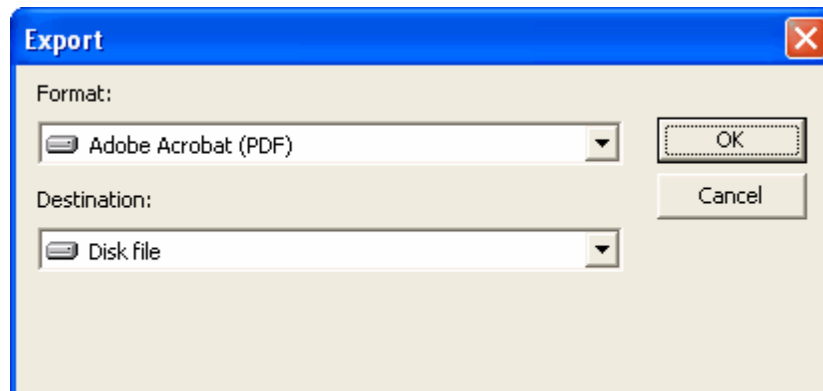 Export
Format:
Adobe Acrobat (PDF)
OK
Destination:
Cancel
Disk file